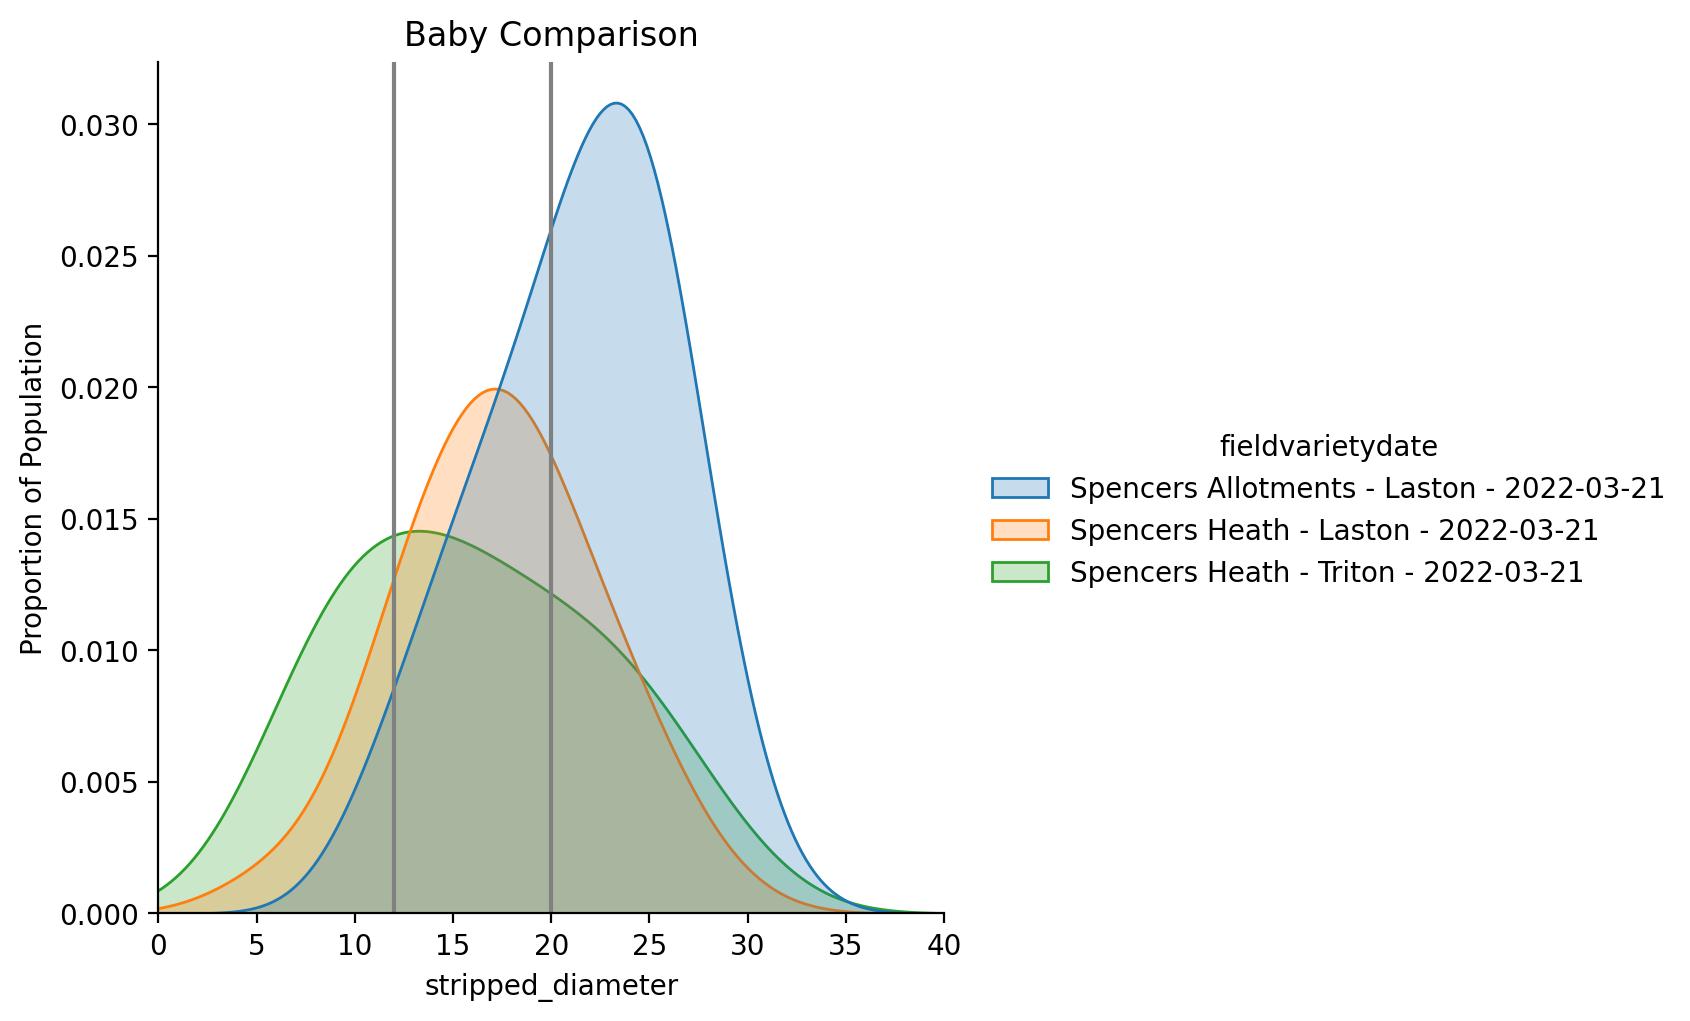 Baby Comparison
0.030
0.025
0.020
0.015
0.010
0.005
0.000
Proportion of Population
0 5 10 15 20 25 30 35 40
stripped_diameter
fieldvarietydate
Spencers Allotments - Laston - 2022-03-21
Spencers Heath - Laston - 2022-03-21
Spencers Heath - Triton - 2022-03-21